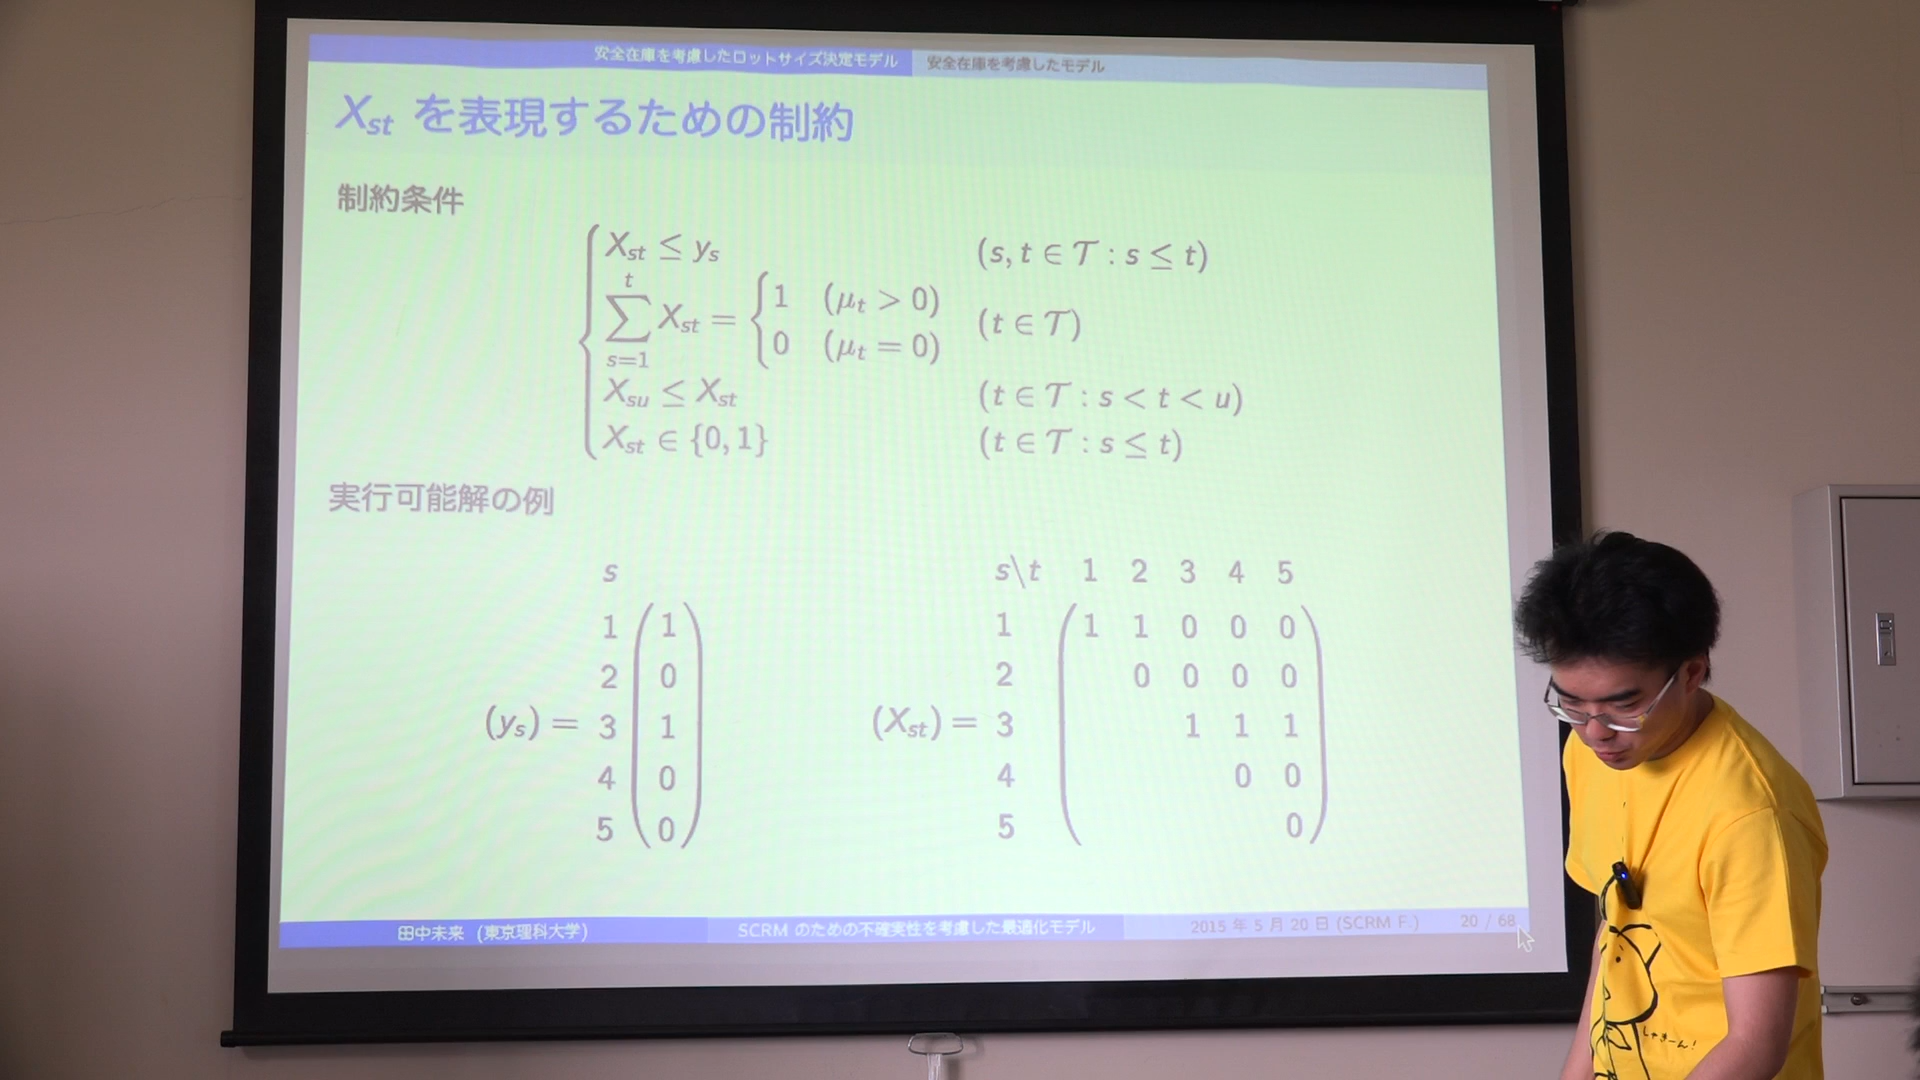 安全在庫を考慮したロットサイズ決定モデル 安全在庫を考慮したモデル
X_st を表現するための制約
制約条件
X_st ≤ y_s (s, t ∈ 𝒯 : s ≤ t)
∑_{s=1}^{t} X_st = { 1 (μ_t > 0) 0 (μ_t = 0) (t ∈ 𝒯)
X_su ≤ X_st (t ∈ 𝒯 : s < t < u)
X_st ∈ {0, 1} (t ∈ 𝒯 : s ≤ t)
実行可能解の例
s s\t 1 2 3 4 5
1 1 1 1 1 0 0 0
2 0 2 0 0 0 0
(y_s) = 3 1 (X_st) = 3 1 1 1
4 0 4 0 0
5 0 5 0
田中未来 (東京理科大学) SCRM のための不確実性を考慮した最適化モデル 2015 年 5 月 20 日 (SCRM F.) 20 / 68
しゃきーん!